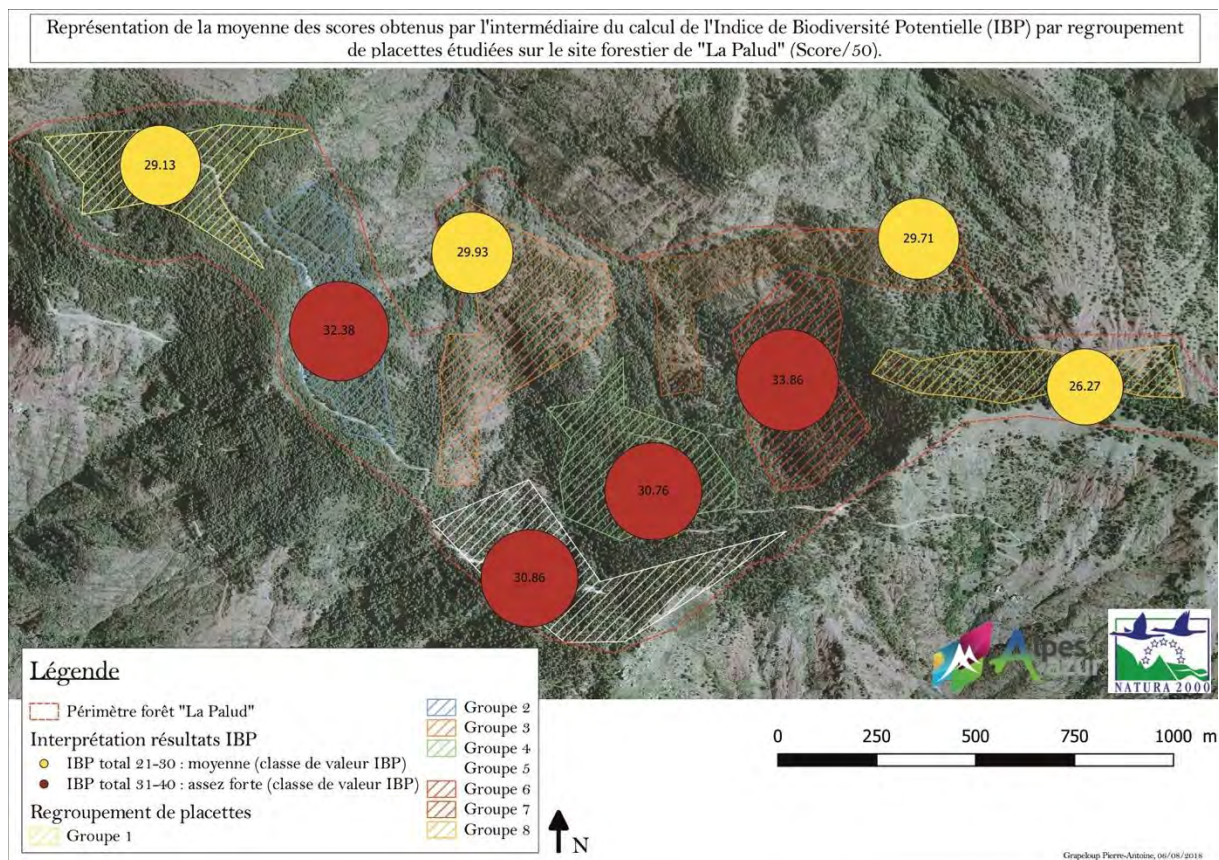 Représentation de la moyenne des scores obtenus par l'intermédiaire du calcul de l'Indice de Biodiversité Potentielle (IBP) par regroupement
de placettes étudiées sur le site forestier de "La Palud" (Score/50).
29.13
29.93
29.71
32.38
33.86
26.27
30.76
30.86
Légende
Périmètre forêt "La Palud"
Interprétation résultats IBP
IBP total 21-30 : moyenne (classe de valeur IBP)
IBP total 31-40 : assez forte (classe de valeur IBP)
Regroupement de placettes
Groupe 1
Groupe 2
Groupe 3
Groupe 4
Groupe 5
Groupe 6
Groupe 7
Groupe 8
N
Alpes
Azur
NATURA 2000
0 250 500 750 1000 m
Grapeloup Pierre-Antoine, 06/08/2018